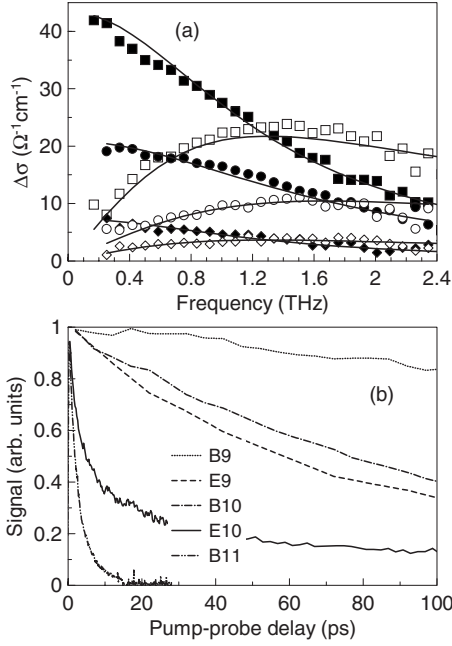 (a)
Δσ (Ω⁻¹cm⁻¹)
40
30
20
10
0
0 0.4 0.8 1.2 1.6 2.0 2.4
Frequency (THz)
(b)
Signal (arb. units)
1
0.8
0.6
0.4
0.2
0
B9
E9
B10
E10
B11
0 20 40 60 80 100
Pump-probe delay (ps)